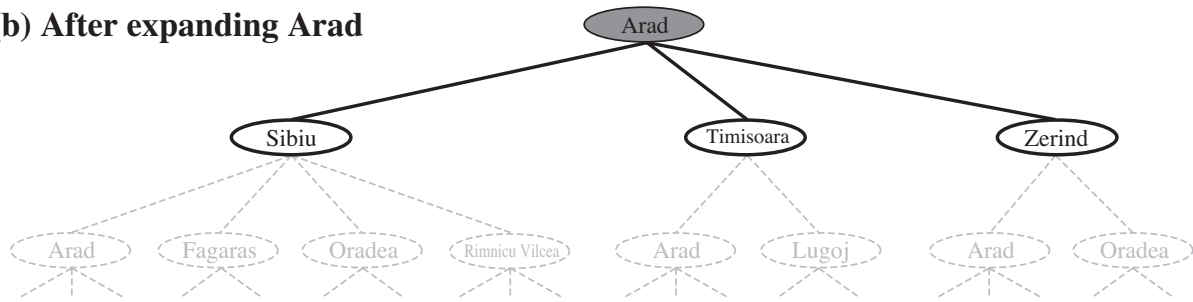 b) After expanding Arad
Arad
Sibiu
Timisoara
Zerind
Arad
Fagaras
Oradea
Rimnicu Vilcea
Arad
Lugoj
Arad
Oradea